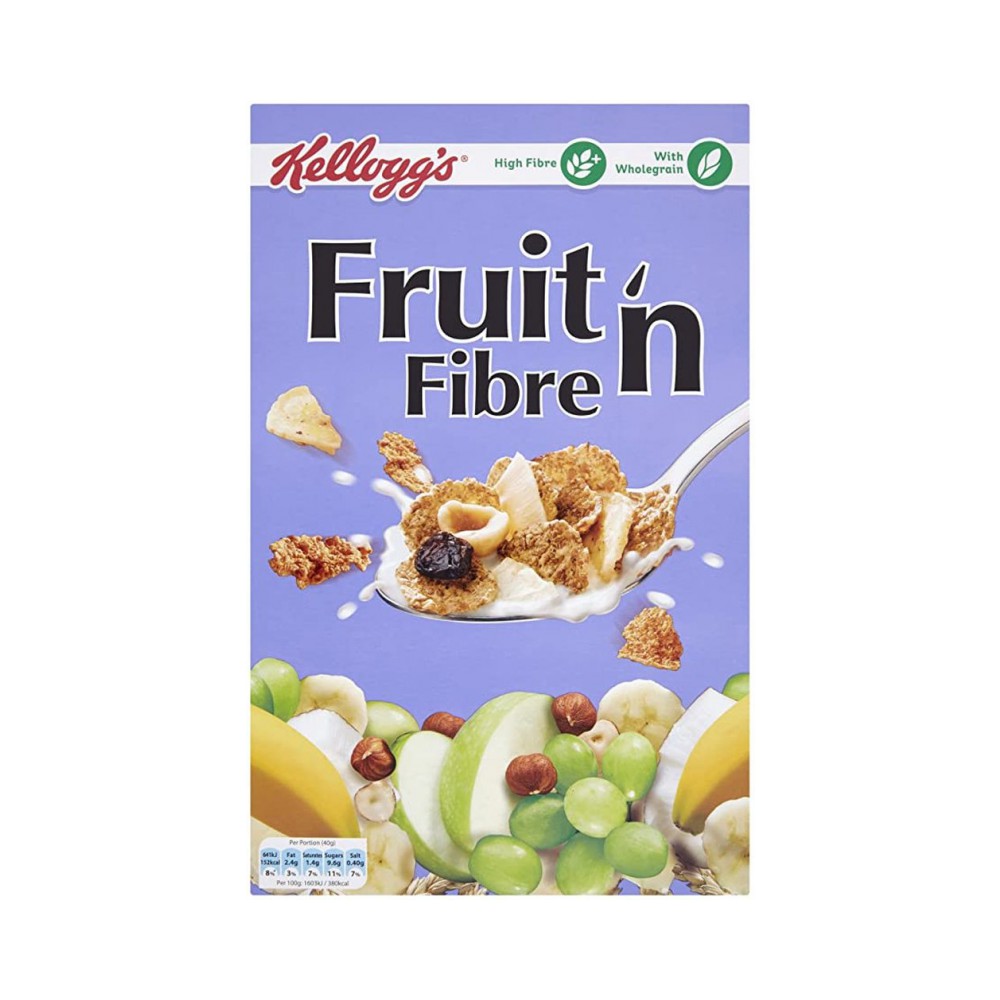 Kellogg's®
High Fibre
With
Wholegrain
Fruit 'n
Fibre
Per Portion (40g)
641kJ Fat Saturates Sugars Salt
152kcal 2.4g 1.4g 9.6g 0.40g
8% 3% 7% 11% 7%
Per 100g: 1603kJ / 380kcal